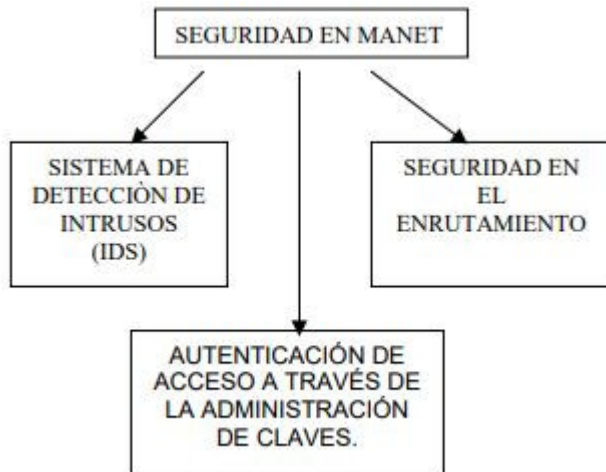 SEGURIDAD EN MANET
SISTEMA DE
DETECCIÒN DE
INTRUSOS
(IDS)
SEGURIDAD EN
EL
ENRUTAMIENTO
AUTENTICACIÓN DE
ACCESO A TRAVÉS DE
LA ADMINISTRACIÓN
DE CLAVES.